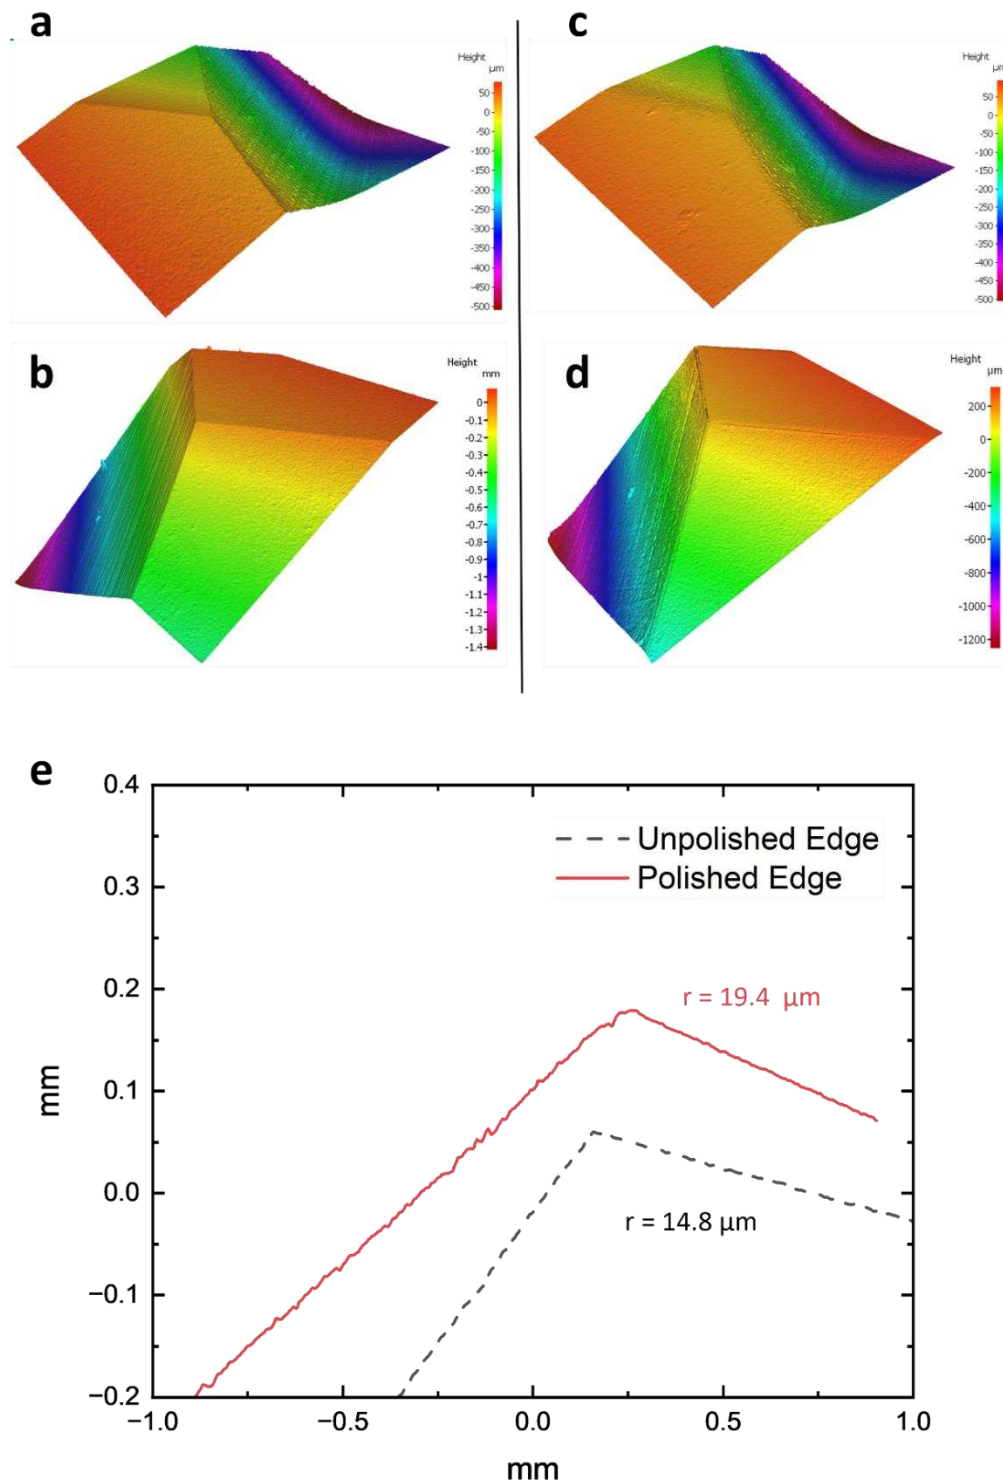 a
Height
µm
50
0
-50
-100
-150
-200
-250
-300
-350
-400
-450
-500
c
Height
µm
50
0
-50
-100
-150
-200
-250
-300
-350
-400
-450
-500
b
Height
mm
0
-0.1
-0.2
-0.3
-0.4
-0.5
-0.6
-0.7
-0.8
-0.9
-1
-1.1
-1.2
-1.3
-1.4
d
Height
µm
200
0
-200
-400
-600
-800
-1000
-1200
e
0.4
0.3
0.2
0.1
0.0
−0.1
−0.2
mm
Unpolished Edge
Polished Edge
r = 19.4 µm
r = 14.8 µm
−1.0 −0.5 0.0 0.5 1.0
mm